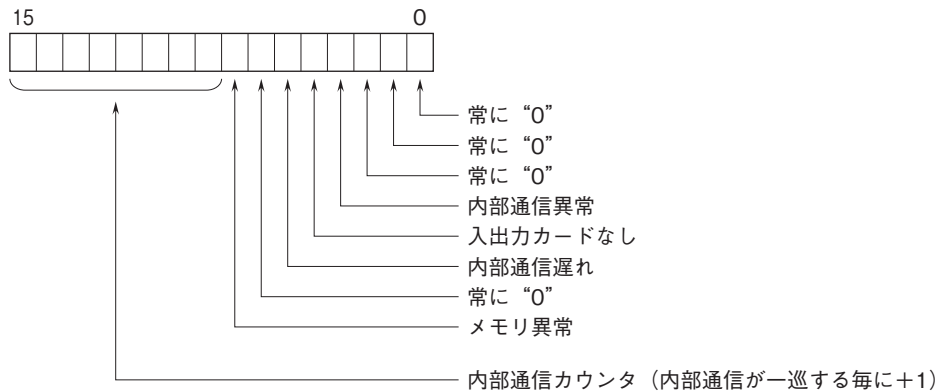 15 0
常に“0”
常に“0”
常に“0”
内部通信異常
入出力カードなし
内部通信遅れ
常に“0”
メモリ異常
内部通信カウンタ（内部通信が一巡する毎に＋1）